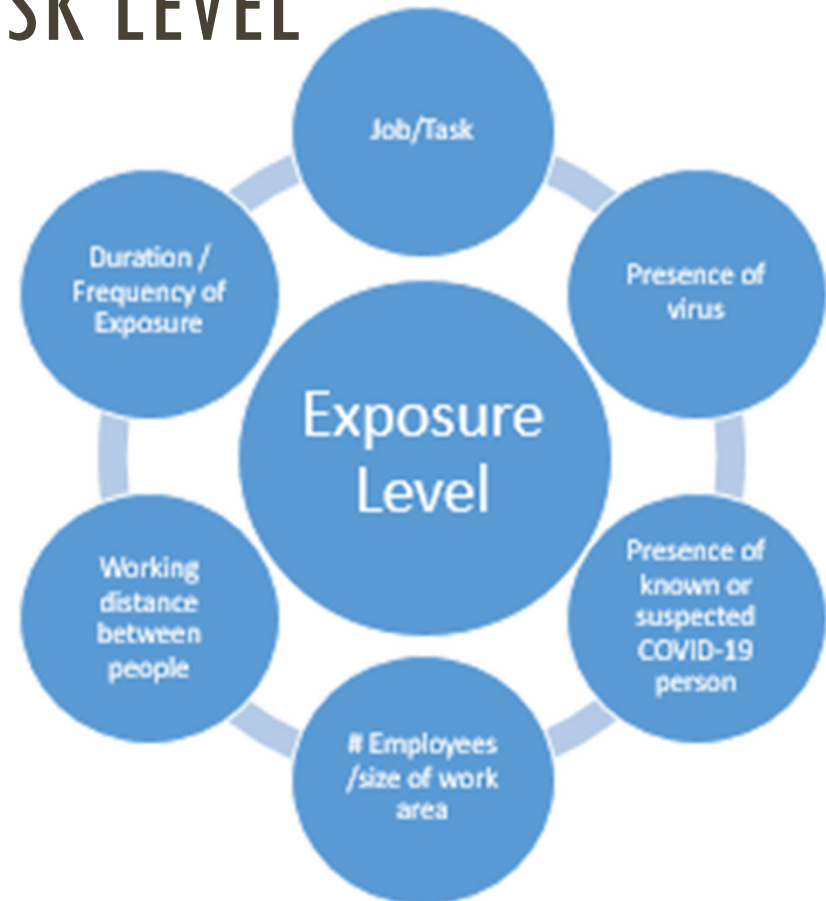 SK LEVEL
Job/Task
Presence of
virus
Presence of
known or
suspected
COVID-19
person
# Employees
/size of work
area
Working
distance
between
people
Duration /
Frequency of
Exposure
Exposure
Level